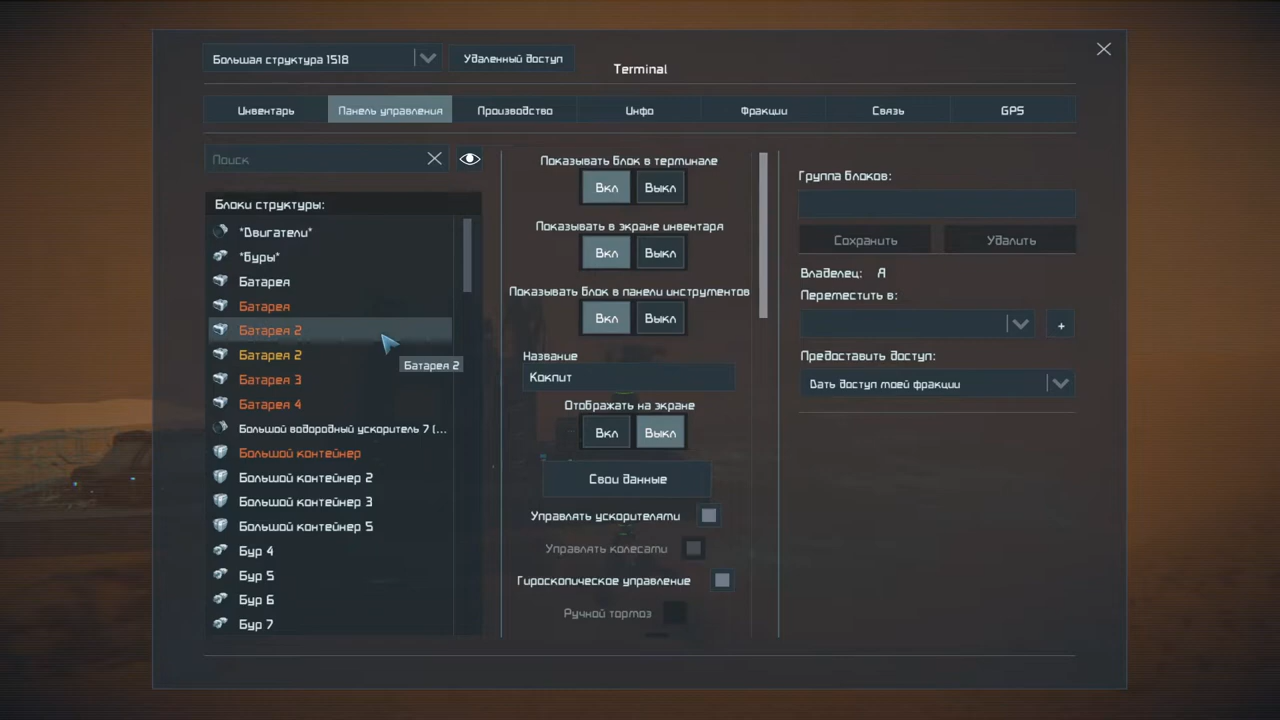 Большая структура 1518
Удаленный доступ
Terminal
Инвентарь
Панель управления
Производство
Инфо
Фракции
Связь
GPS
Поиск
Блоки структуры:
*Двигатели*
*буры*
Батарея
Батарея
Батарея 2
Батарея 2
Батарея 2
Батарея 3
Батарея 4
Большой водородный ускоритель 7 (...
Большой контейнер
Большой контейнер 2
Большой контейнер 3
Большой контейнер 5
Бур 4
Бур 5
Бур 6
Бур 7
Показывать блок в терминале
Вкл Выкл
Показывать в экране инвентаря
Вкл Выкл
Показывать блок в панели инструментов
Вкл Выкл
Название
Кокпит
Отображать на экране
Вкл Выкл
Свои данные
Управлять ускорителями
Управлять колесами
Гироскопическое управление
Ручной тормоз
Группа блоков:
Сохранить
Удалить
Владелец: A
Переместить в:
+
Предоставить доступ:
Дать доступ моей фракции